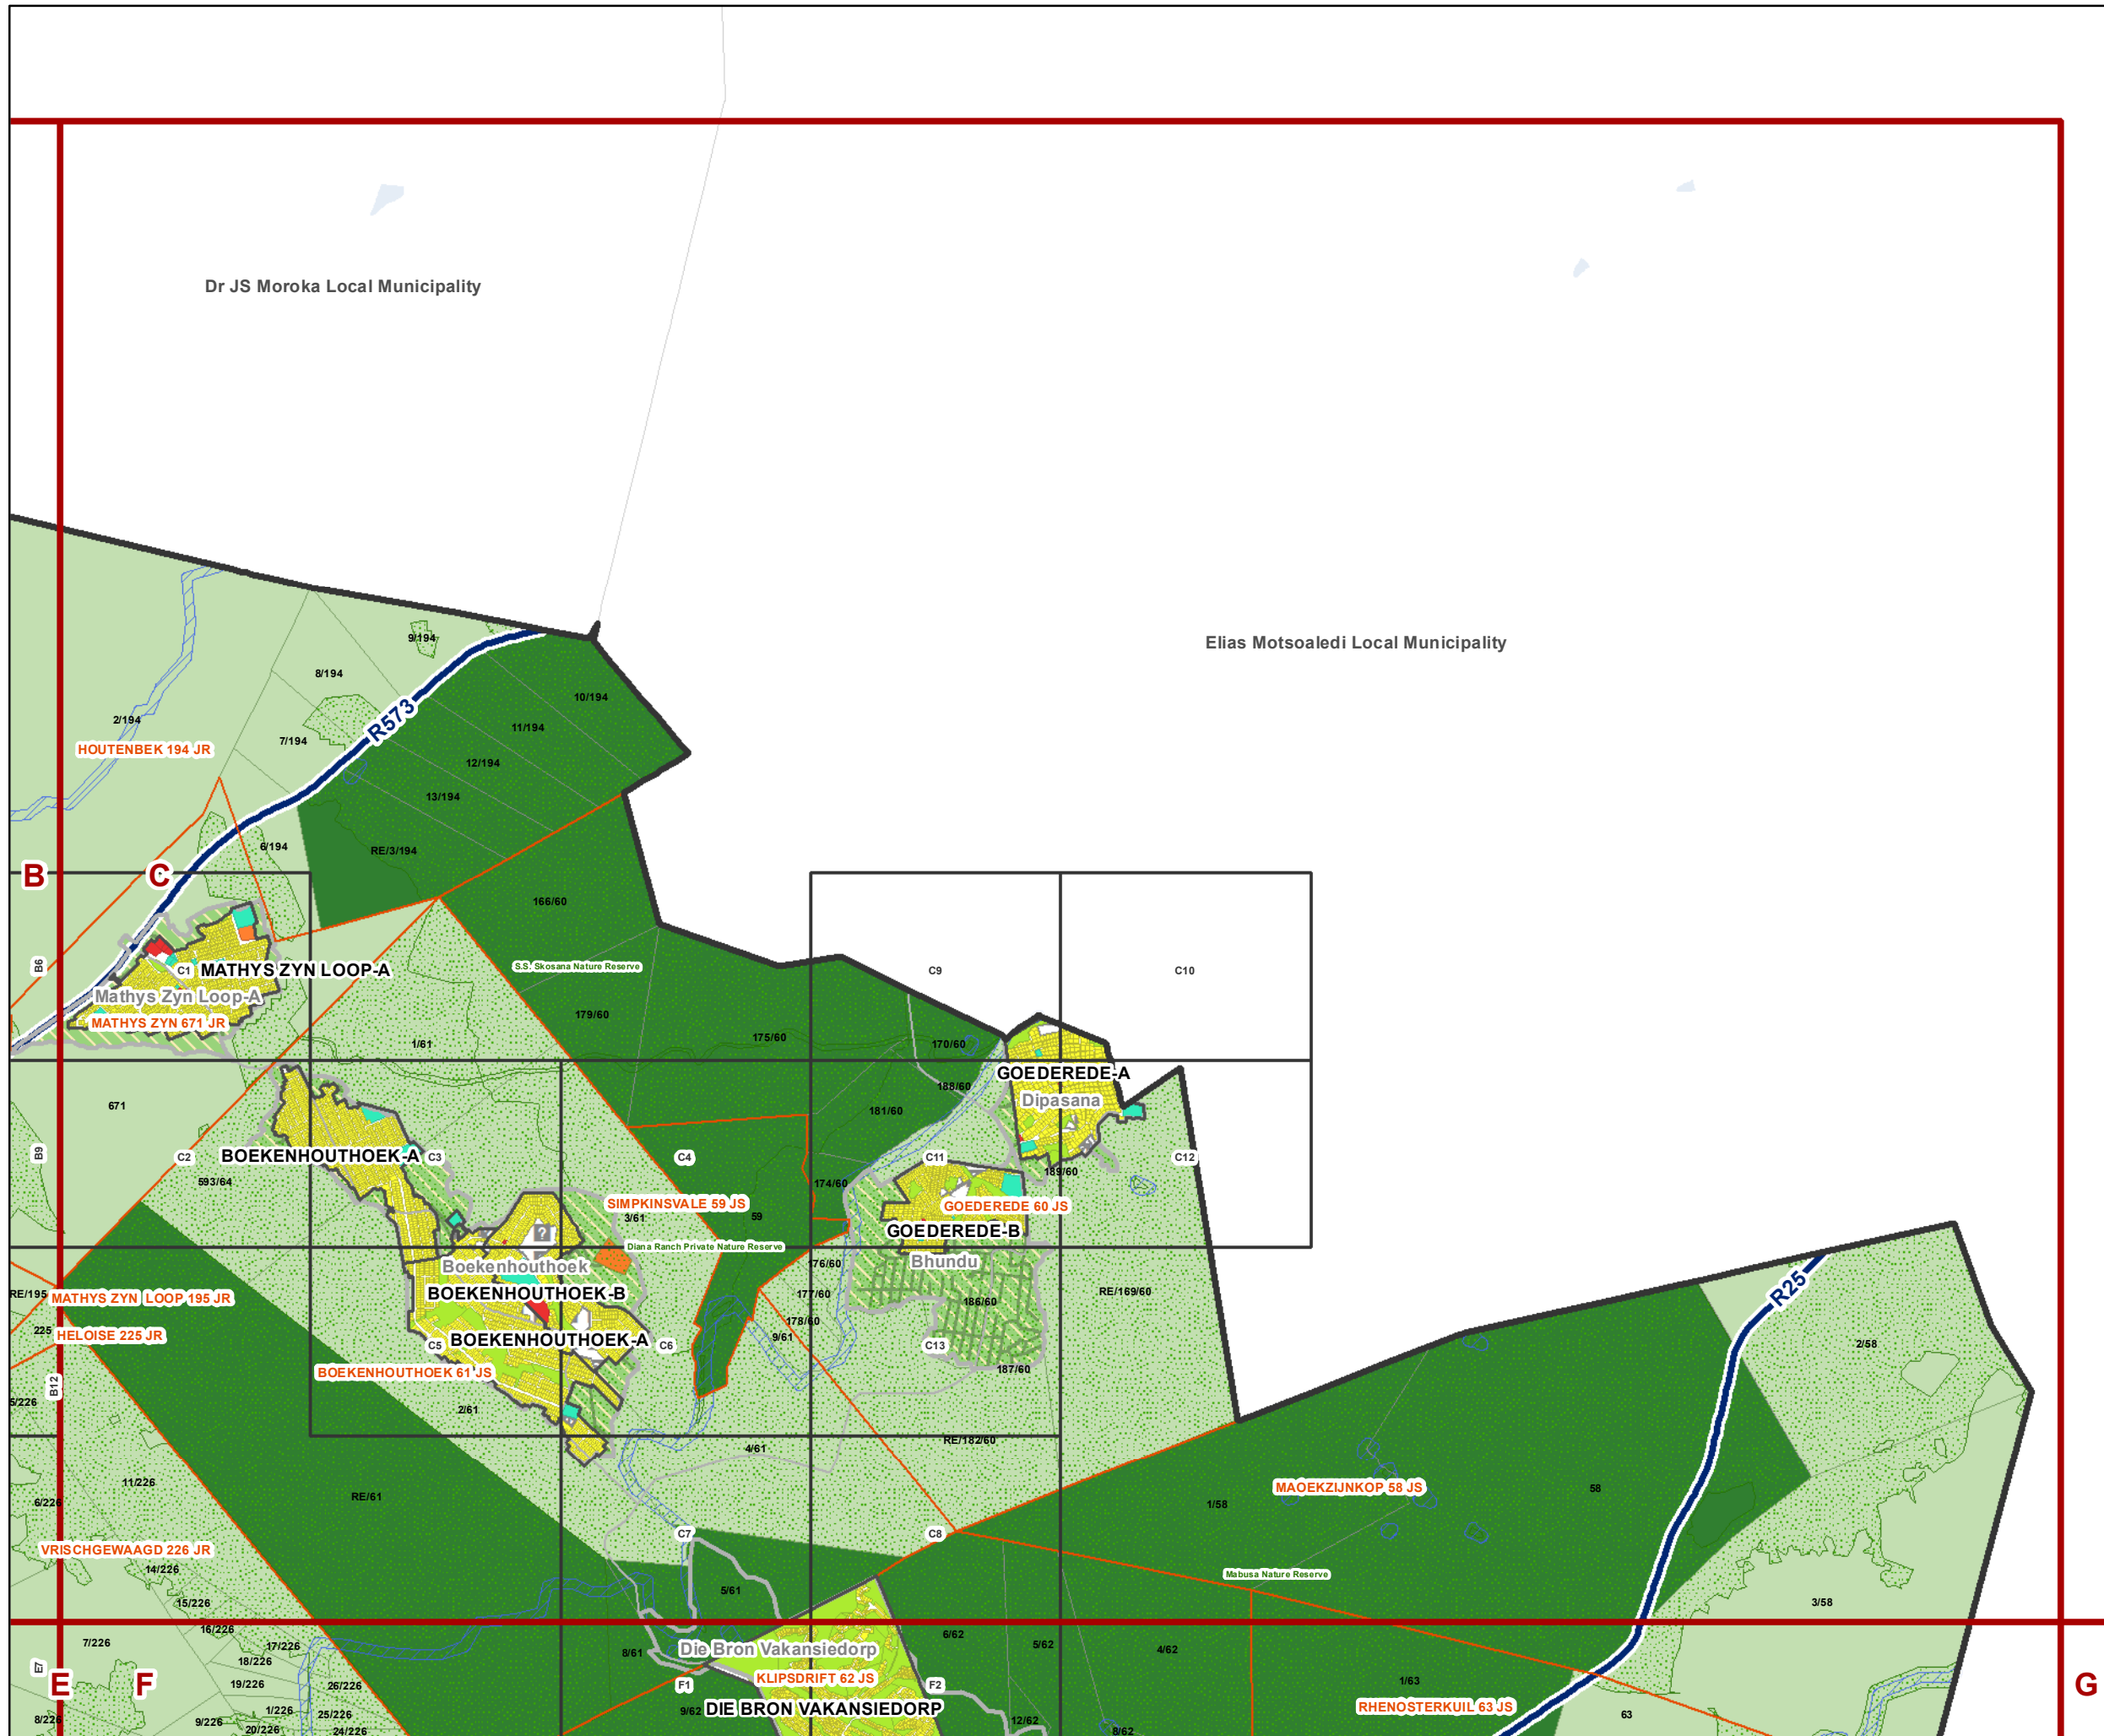 Dr JS Moroka Local Municipality
Elias Motsoaledi Local Municipality
9/194
8/194
10/194
2/194
R573
11/194
7/194
HOUTENBEK 194 JR
12/194
13/194
6/194
RE/3/194
B
C
166/60
B6
C1
MATHYS ZYN LOOP-A
S.S. Skosana Nature Reserve
C9
C10
Mathys Zyn Loop-A
MATHYS ZYN 671 JR
179/60
1/61
175/60
170/60
GOEDEREDE-A
188/60
Dipasana
671
181/60
B9
C2
BOEKENHOUTHOEK-A
C3
C4
C11
C12
189/60
593/64
174/60
SIMPKINSVALE 59 JS
GOEDEREDE 60 JS
3/61
59
?
GOEDEREDE-B
Diana Ranch Private Nature Reserve
Boekenhouthoek
176/60
Bhundu
RE/195
MATHYS ZYN LOOP 195 JR
BOEKENHOUTHOEK-B
177/60
186/60
RE/169/60
R25
225
HELOISE 225 JR
178/60
9/61
BOEKENHOUTHOEK-A
C5
C6
C13
2/58
BOEKENHOUTHOEK 61 JS
187/60
B12
5/226
2/61
RE/182/60
4/61
11/226
MAOEKZIJNKOP 58 JS
58
6/226
RE/61
1/58
C7
C8
VRISCHGEWAAGD 226 JR
14/226
Mabusa Nature Reserve
5/61
15/226
3/58
16/226
7/226
17/226
8/61
Die Bron Vakansiedorp
6/62
5/62
4/62
18/226
E7
E
F
19/226
26/226
F1
KLIPSDRIFT 62 JS
F2
1/63
G
8/226
1/226
25/226
9/62
DIE BRON VAKANSIEDORP
RHENOSTERKUIL 63 JS
63
9/226
20/226
24/226
12/62
8/62